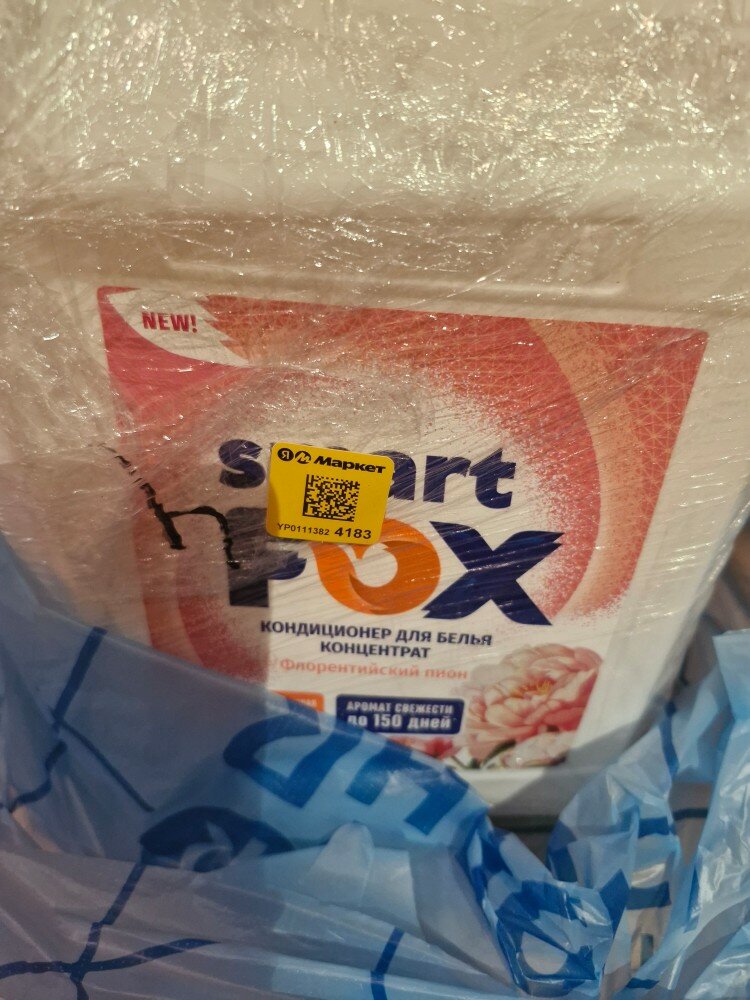 NEW!
smart
Я М Маркет
YP0111382 4183
FOX
КОНДИЦИОНЕР ДЛЯ БЕЛЬЯ
КОНЦЕНТРАТ
Флорентийский пион
АРОМАТ СВЕЖЕСТИ
до 150 дней